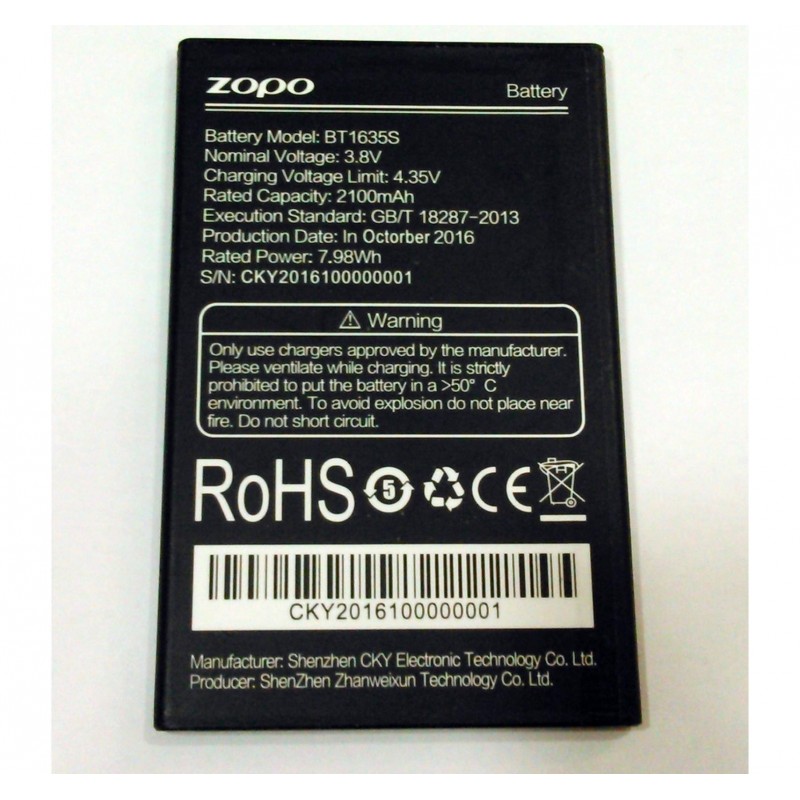 ZOPO
Battery
Battery Model: BT1635S
Nominal Voltage: 3.8V
Charging Voltage Limit: 4.35V
Rated Capacity: 2100mAh
Execution Standard: GB/T 18287-2013
Production Date: In Octorber 2016
Rated Power: 7.98Wh
S/N: CKY2016100000001
Warning
Only use chargers approved by the manufacturer.
Please ventilate while charging. It is strictly
prohibited to put the battery in a >50° C
environment. To avoid explosion do not place near
fire. Do not short circuit.
RoHS 5 CE
CKY2016100000001
Manufacturer: Shenzhen CKY Electronic Technology Co. Ltd.
Producer: ShenZhen Zhanweixun Technology Co. Ltd.